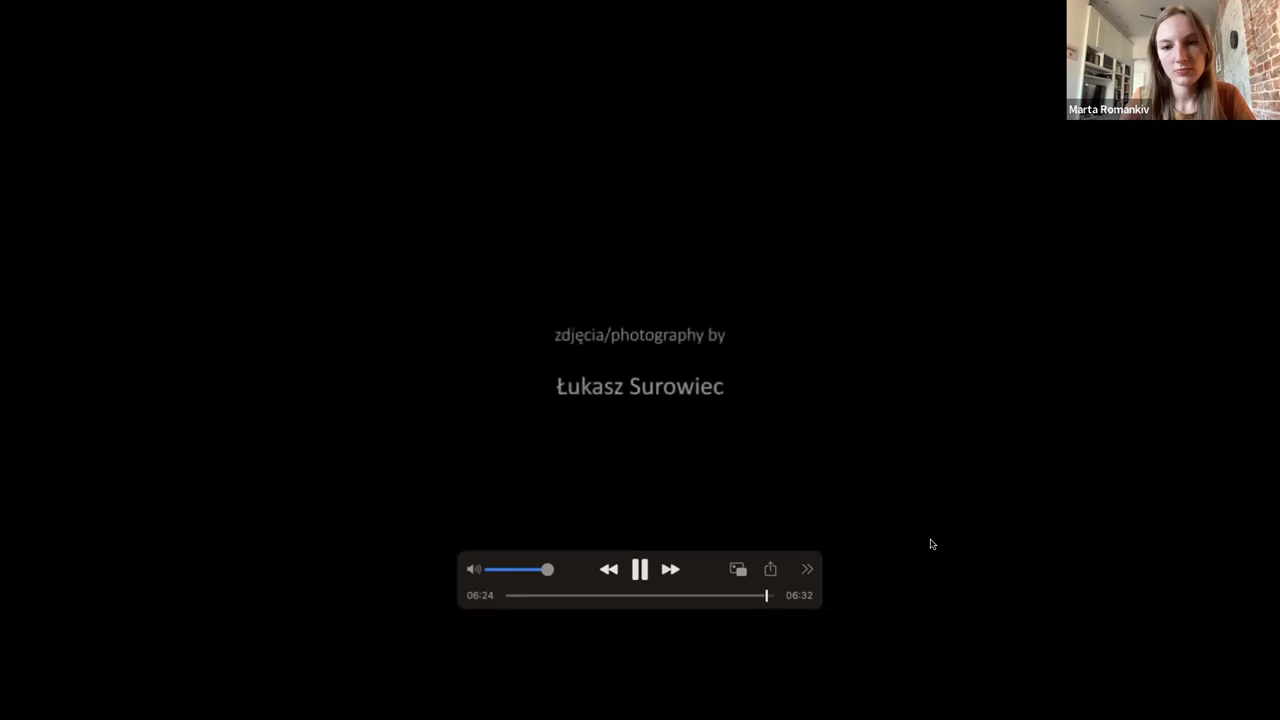 Marta Romankiv
zdjęcia/photography by
Łukasz Surowiec
06:24
06:32